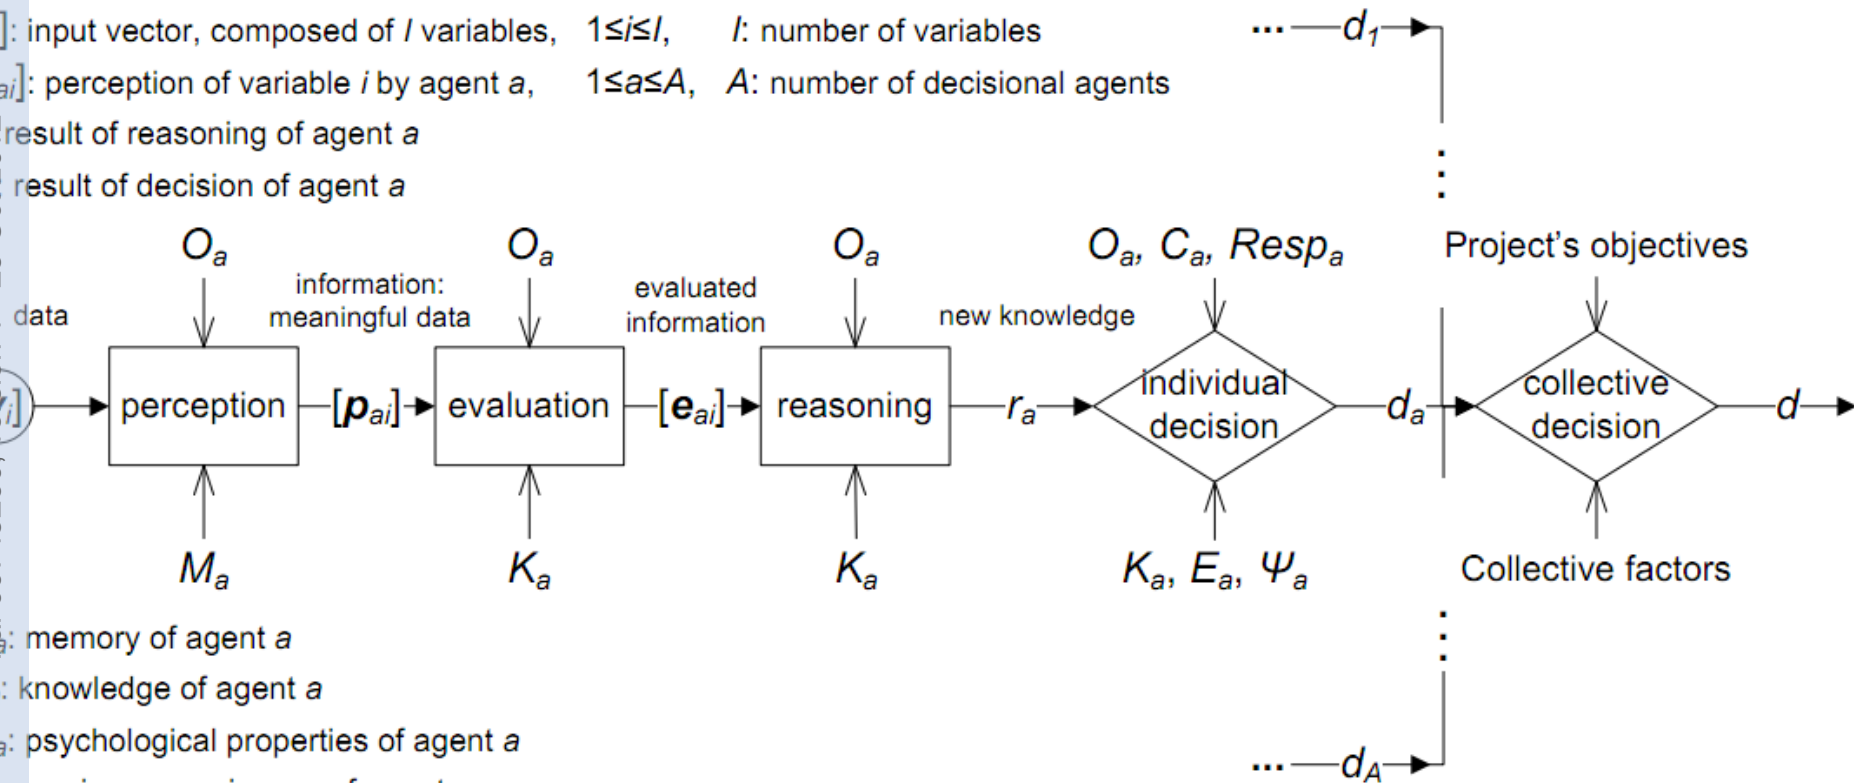 ]: input vector, composed of I variables, 1≤i≤I, I: number of variables
ai]: perception of variable i by agent a, 1≤a≤A, A: number of decisional agents
result of reasoning of agent a
result of decision of agent a
... d1
Oa Oa Oa Oa, Ca, Respa Project's objectives
information: meaningful data
evaluated information
data
new knowledge
i] perception [pai] evaluation [eai] reasoning ra individual decision da collective decision d
Ma Ka Ka Ka, Ea, Ψa Collective factors
a: memory of agent a
: knowledge of agent a
a: psychological properties of agent a
... dA